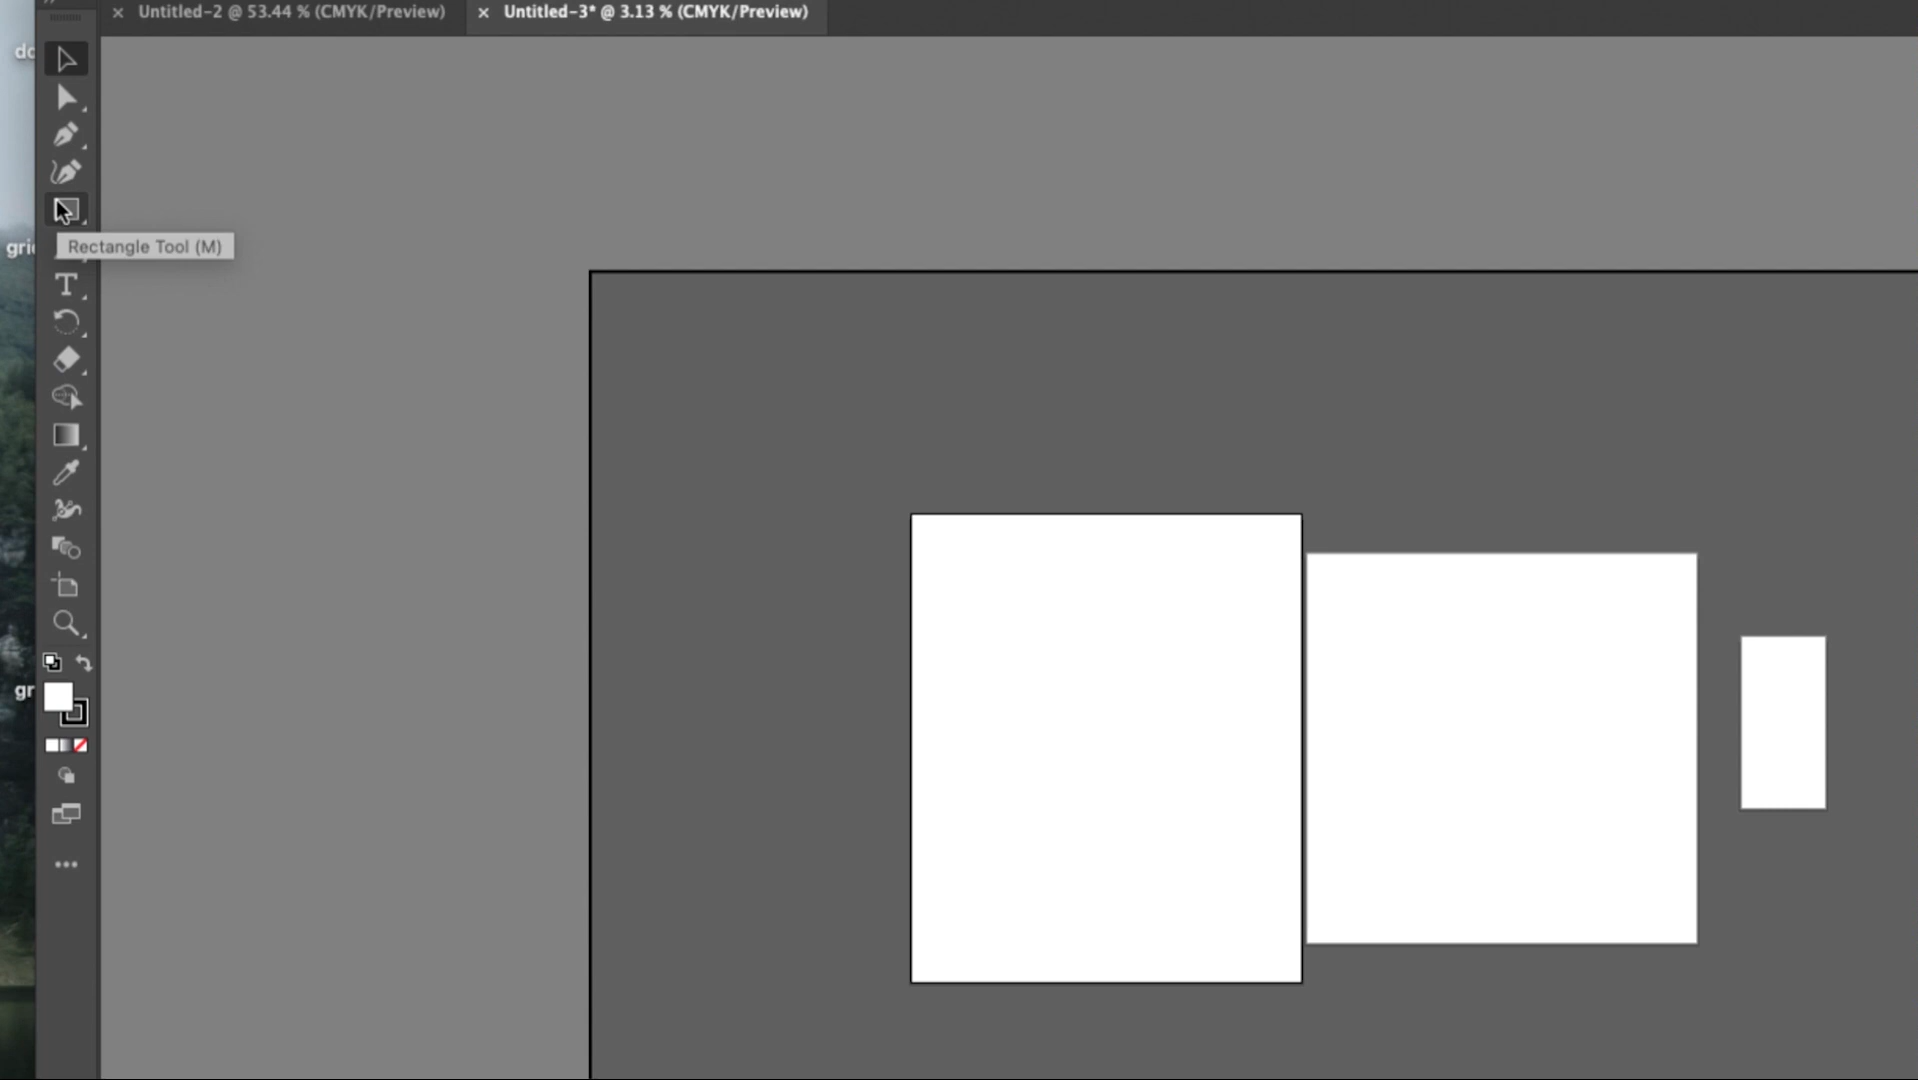 Untitled-2 @ 53.44 % (CMYK/Preview)
Untitled-3* @ 3.13 % (CMYK/Preview)
Rectangle Tool (M)